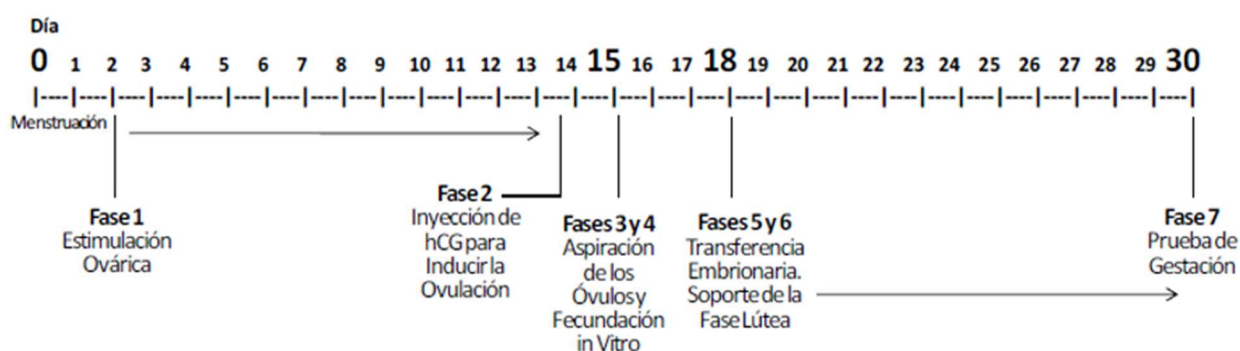 Día
0 1 2 3 4 5 6 7 8 9 10 11 12 13 14 15 16 17 18 19 20 21 22 23 24 25 26 27 28 29 30
Menstruación
Fase 1
Estimulación
Ovárica
Fase 2
Inyección de
hCG para
Inducir la
Ovulación
Fases 3 y 4
Aspiración
de los
Óvulos y
Fecundación
in Vitro
Fases 5 y 6
Transferencia
Embrionaria.
Soporte de la
Fase Lútea
Fase 7
Prueba de
Gestación